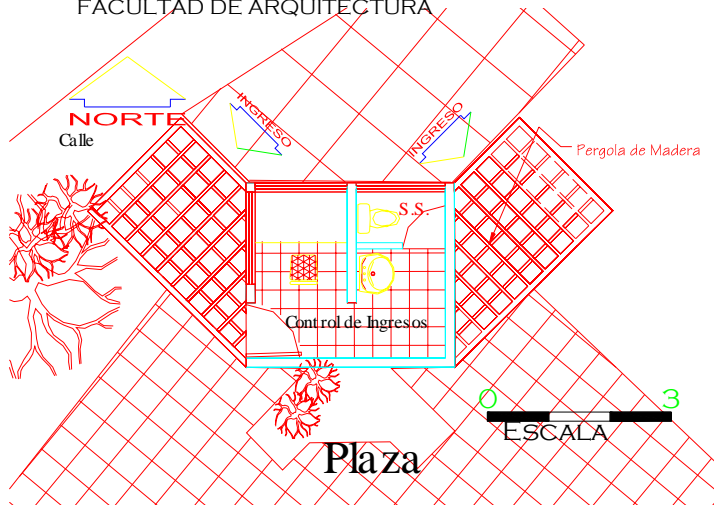 FACULTAD DE ARQUITECTURA
NORTE
Calle
INGRESO
INGRESO
Pergola de Madera
S.S.
Control de Ingresos
0 3
ESCALA
Plaza